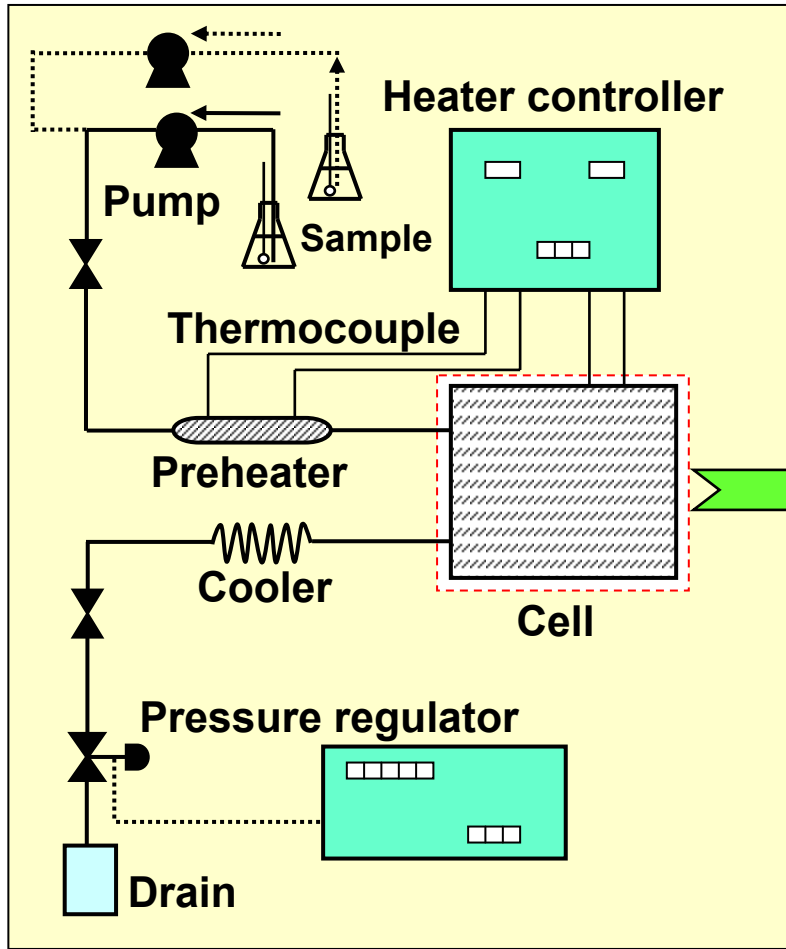 Heater controller
Pump
Sample
Thermocouple
Preheater
Cooler
Cell
Pressure regulator
Drain